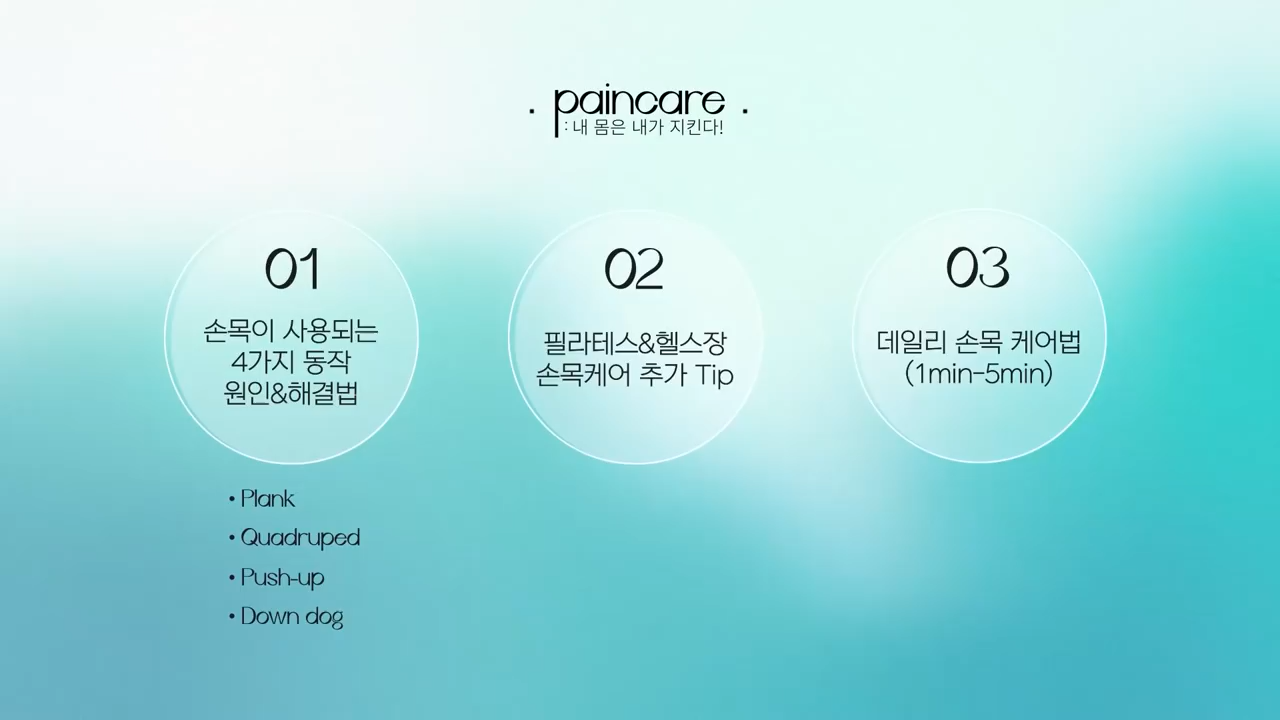 . paincare .
: 내 몸은 내가 지킨다!
01
손목이 사용되는
4가지 동작
원인&해결법
• Plank
• Quadruped
• Push-up
• Down dog
02
필라테스&헬스장
손목케어 추가 Tip
03
데일리 손목 케어법
(1min-5min)